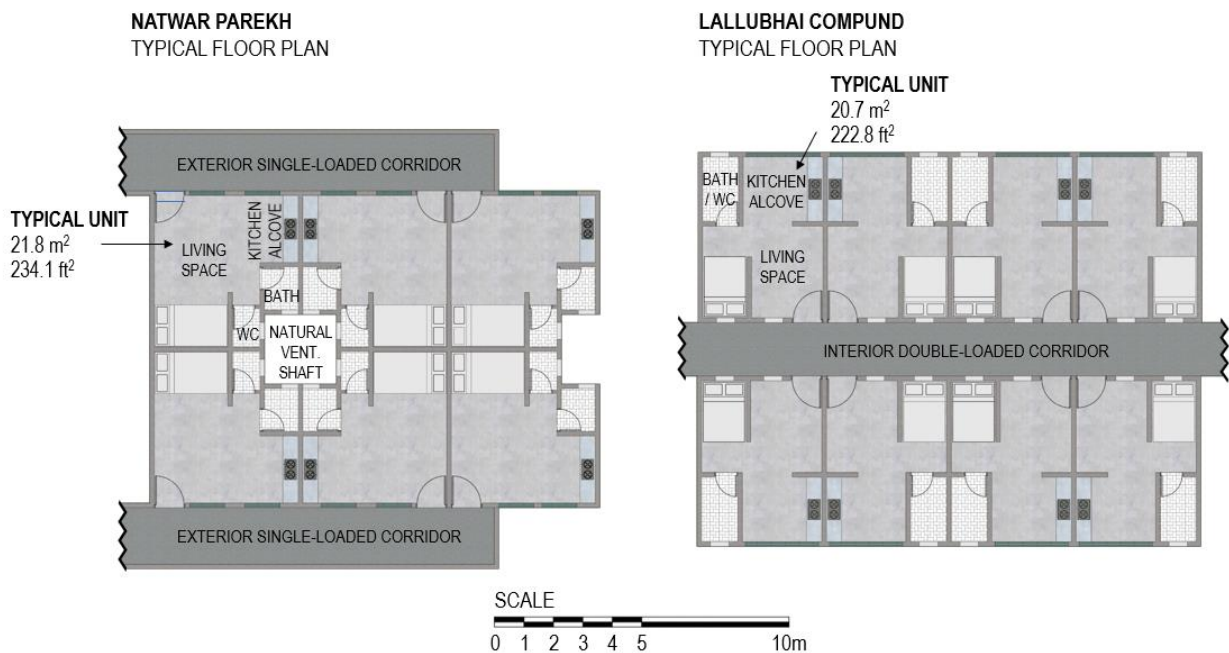 NATWAR PAREKH
TYPICAL FLOOR PLAN
EXTERIOR SINGLE-LOADED CORRIDOR
TYPICAL UNIT
21.8 m²
234.1 ft²
LIVING
SPACE
KITCHEN
ALCOVE
BATH
WC
NATURAL
VENT.
SHAFT
EXTERIOR SINGLE-LOADED CORRIDOR
LALLUBHAI COMPUND
TYPICAL FLOOR PLAN
TYPICAL UNIT
20.7 m²
222.8 ft²
BATH
/ WC
KITCHEN
ALCOVE
LIVING
SPACE
INTERIOR DOUBLE-LOADED CORRIDOR
SCALE
0 1 2 3 4 5 10m